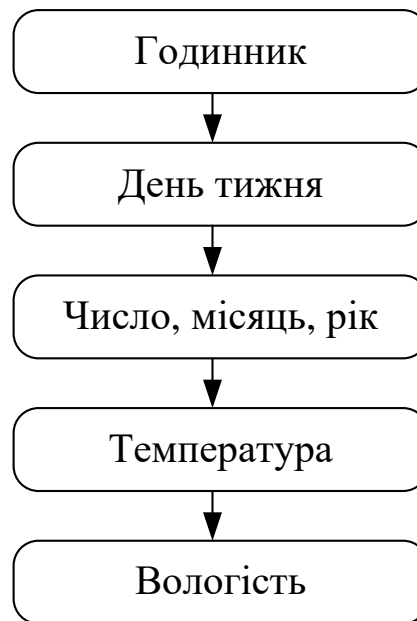 Годинник
День тижня
Число, місяць, рік
Температура
Вологість